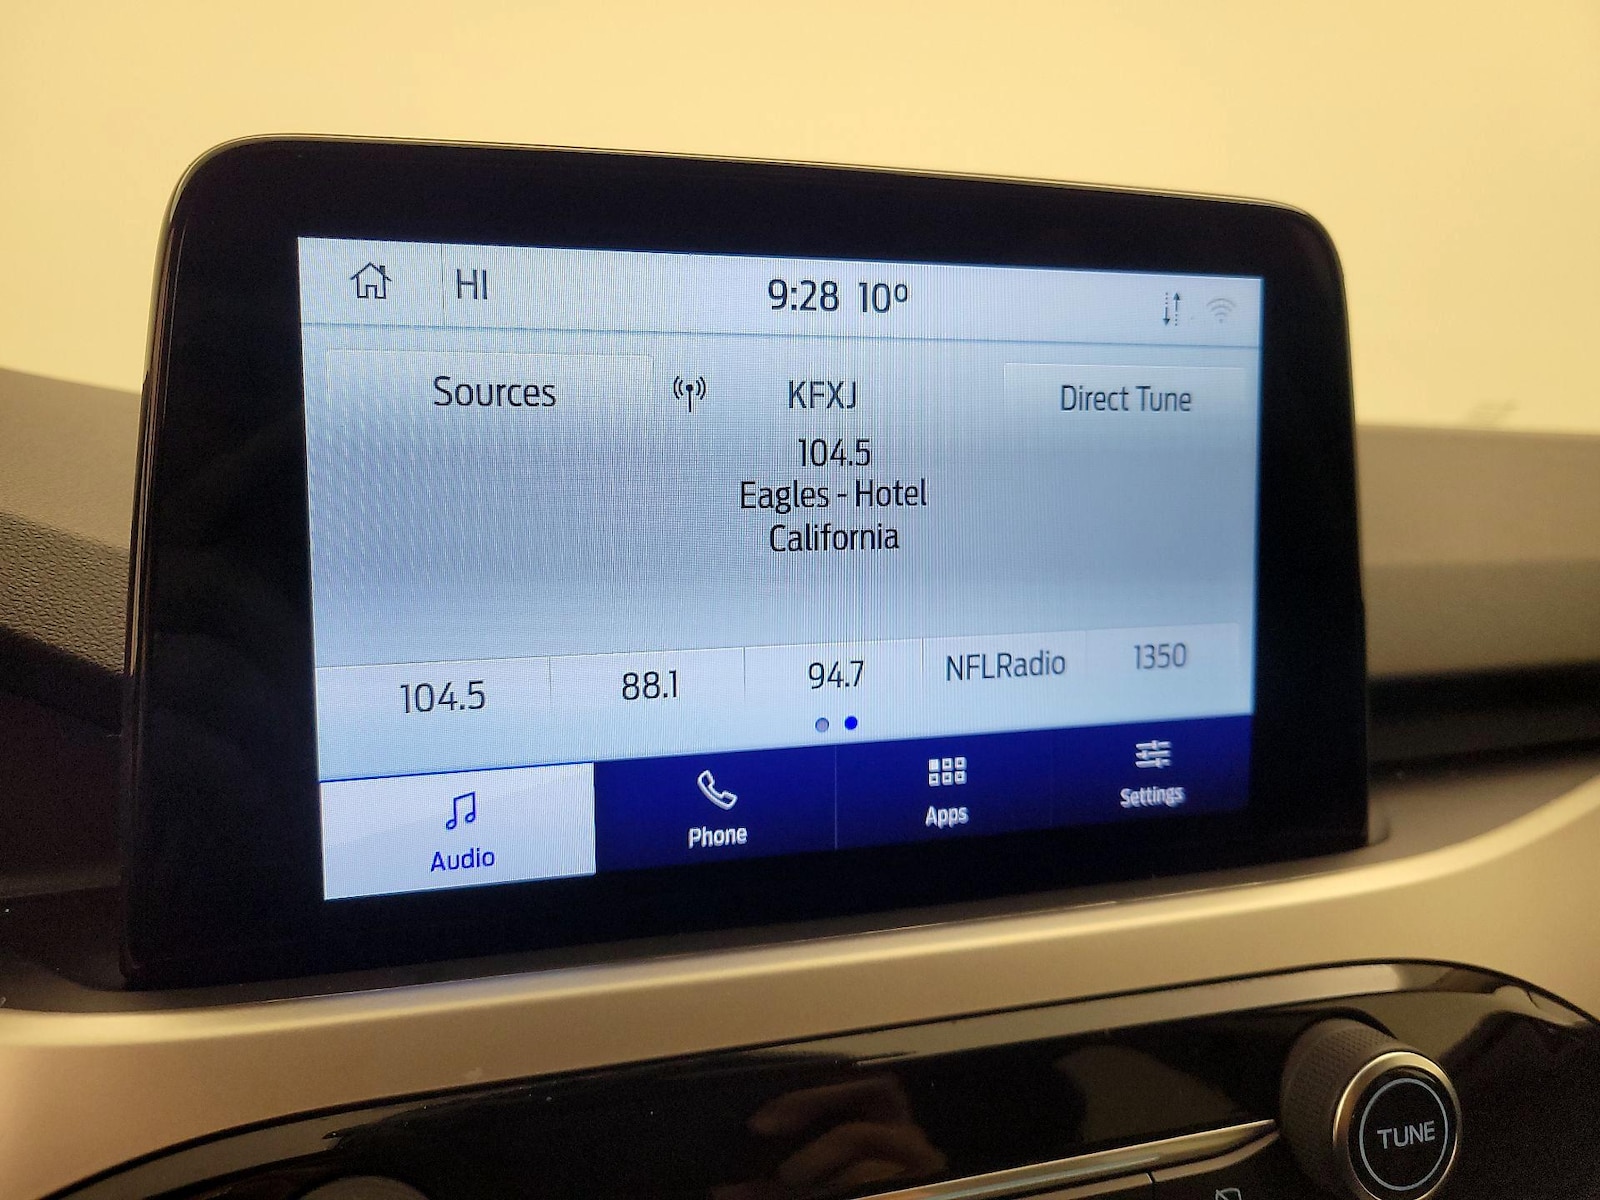 HI
9:28 10º
Sources
KFXJ
Direct Tune
104.5
Eagles - Hotel
California
104.5
88.1
94.7
NFLRadio
1350
Audio
Phone
Apps
Settings
TUNE